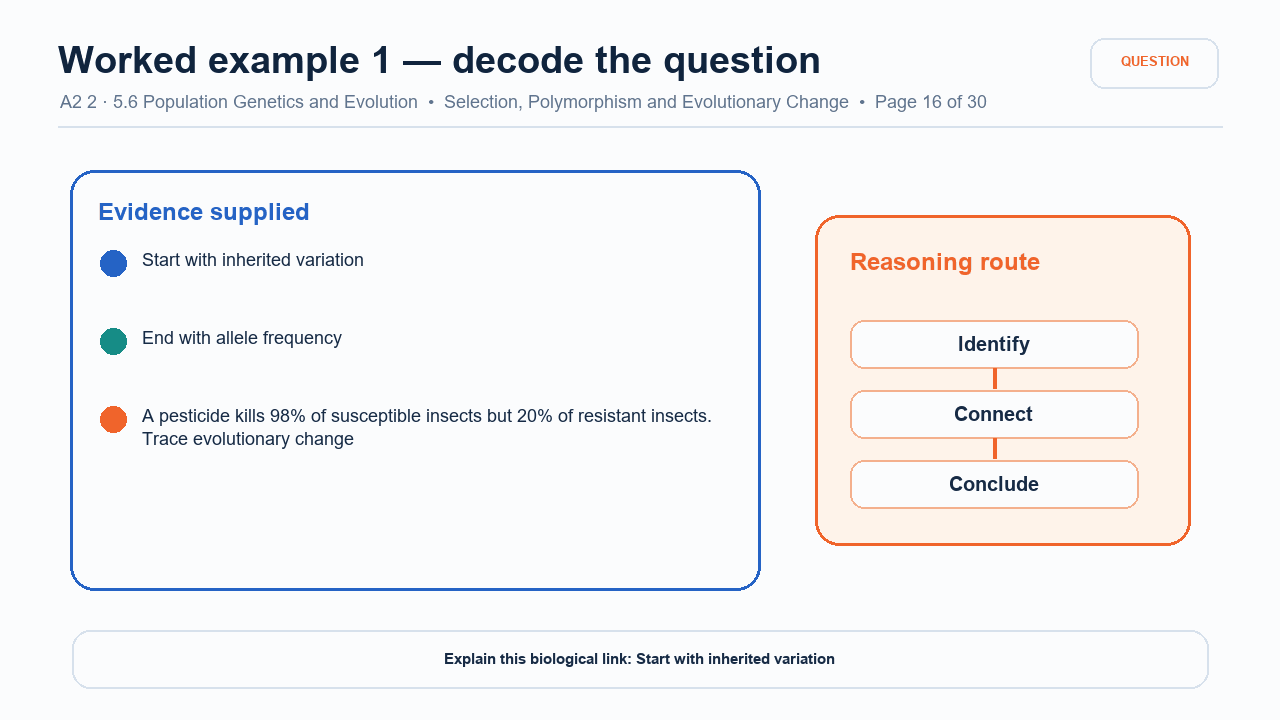 Worked example 1 — decode the question
QUESTION
A2 2 · 5.6 Population Genetics and Evolution • Selection, Polymorphism and Evolutionary Change • Page 16 of 30
Evidence supplied
Start with inherited variation
End with allele frequency
A pesticide kills 98% of susceptible insects but 20% of resistant insects.
Trace evolutionary change
Reasoning route
Identify
Connect
Conclude
Explain this biological link: Start with inherited variation